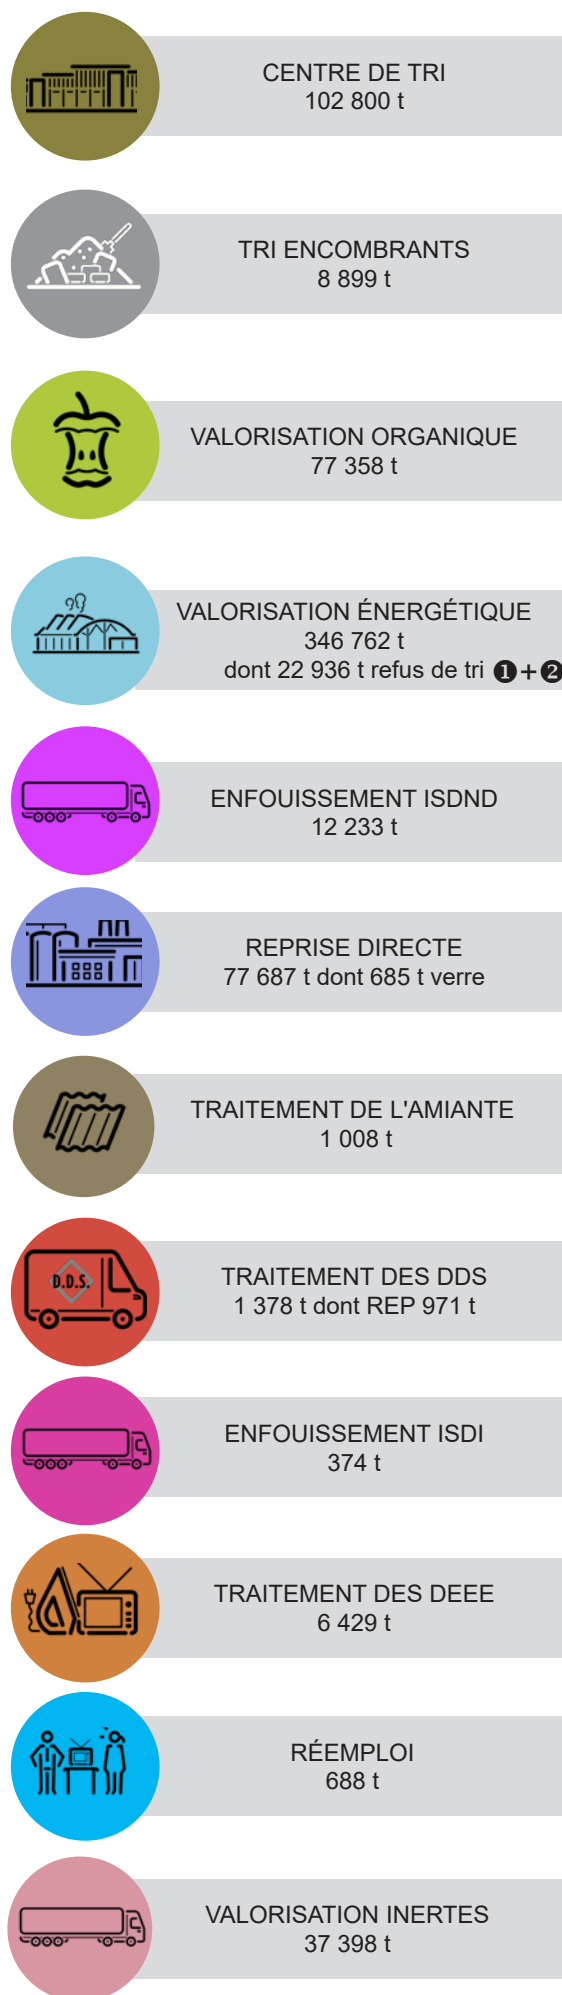 CENTRE DE TRI
102 800 t
TRI ENCOMBRANTS
8 899 t
VALORISATION ORGANIQUE
77 358 t
VALORISATION ÉNERGÉTIQUE
346 762 t
dont 22 936 t refus de tri ❶+❷
ENFOUISSEMENT ISDND
12 233 t
REPRISE DIRECTE
77 687 t dont 685 t verre
TRAITEMENT DE L'AMIANTE
1 008 t
D.D.S.
TRAITEMENT DES DDS
1 378 t dont REP 971 t
ENFOUISSEMENT ISDI
374 t
TRAITEMENT DES DEEE
6 429 t
RÉEMPLOI
688 t
VALORISATION INERTES
37 398 t